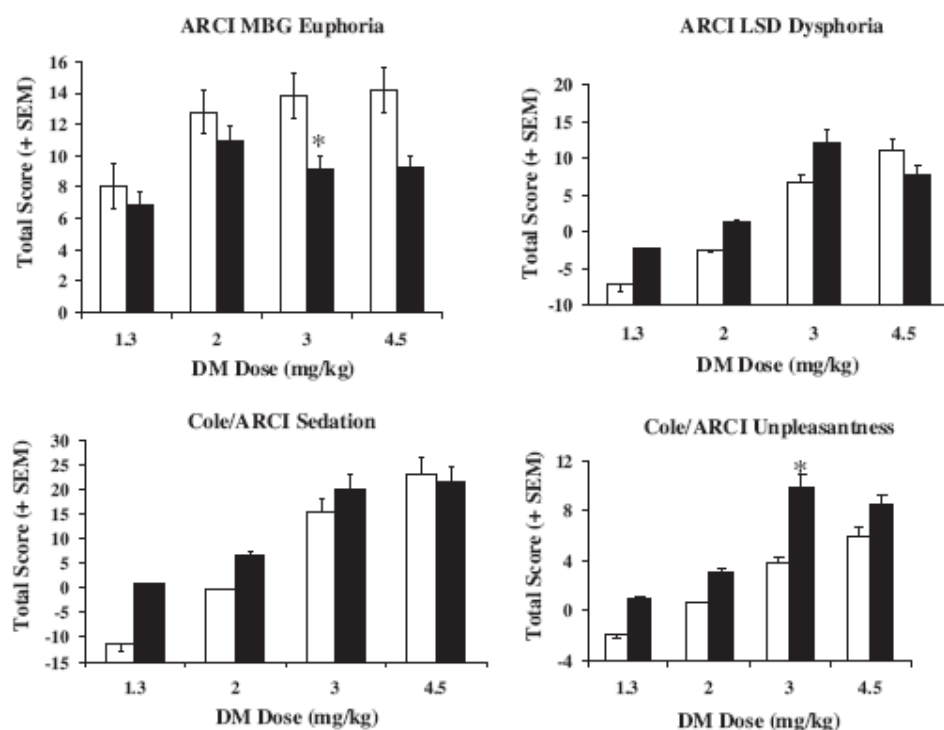 ARCI MBG Euphoria
Total Score (+ SEM)
16
14
12
10
8
6
4
2
0
*
1.3 2 3 4.5
DM Dose (mg/kg)
ARCI LSD Dysphoria
Total Score (+ SEM)
20
15
10
5
0
-5
-10
1.3 2 3 4.5
DM Dose (mg/kg)
Cole/ARCI Sedation
Total Score (+ SEM)
30
25
20
15
10
5
0
-5
-10
-15
1.3 2 3 4.5
DM Dose (mg/kg)
Cole/ARCI Unpleasantness
Total Score (+ SEM)
12
8
4
0
-4
*
1.3 2 3 4.5
DM Dose (mg/kg)